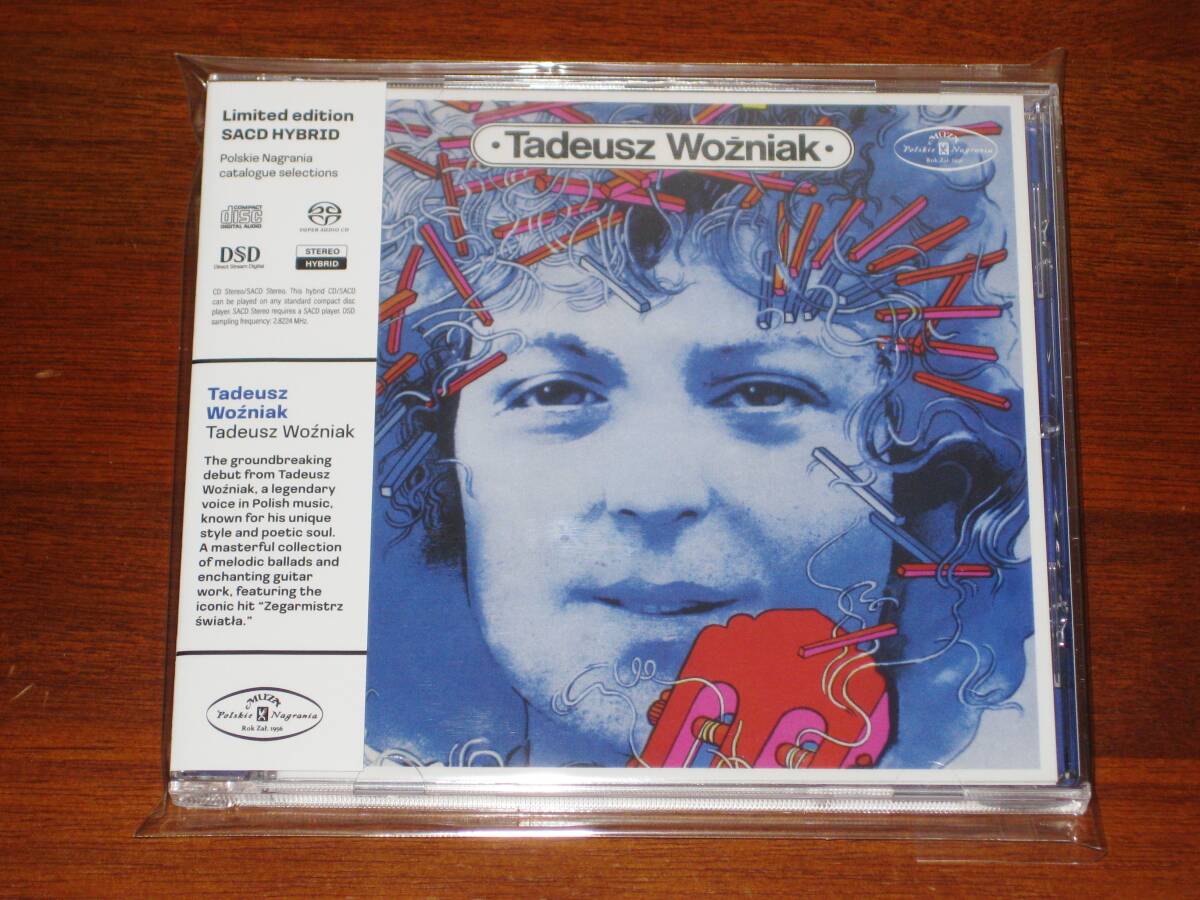 Limited edition
SACD HYBRID
Polskie Nagrania
catalogue selections
COMPACT
disc
DIGITAL AUDIO
SUPER AUDIO CD
DSD
Direct Stream Digital
STEREO
HYBRID
CD Stereo/SACD Stereo. This hybrid CD/SACD
can be played on any standard compact disc
player. SACD Stereo requires a SACD player. DSD
sampling frequency: 2.8224 MHz.
Tadeusz
Woźniak
Tadeusz Woźniak
The groundbreaking
debut from Tadeusz
Woźniak, a legendary
voice in Polish music,
known for his unique
style and poetic soul.
A masterful collection
of melodic ballads and
enchanting guitar
work, featuring the
iconic hit “Zegarmistrz
światła.”
MUZA
Polskie Nagrania
Rok Zał. 1956
• Tadeusz Woźniak •
MUZA
Polskie Nagrania
Rok Zał. 1956